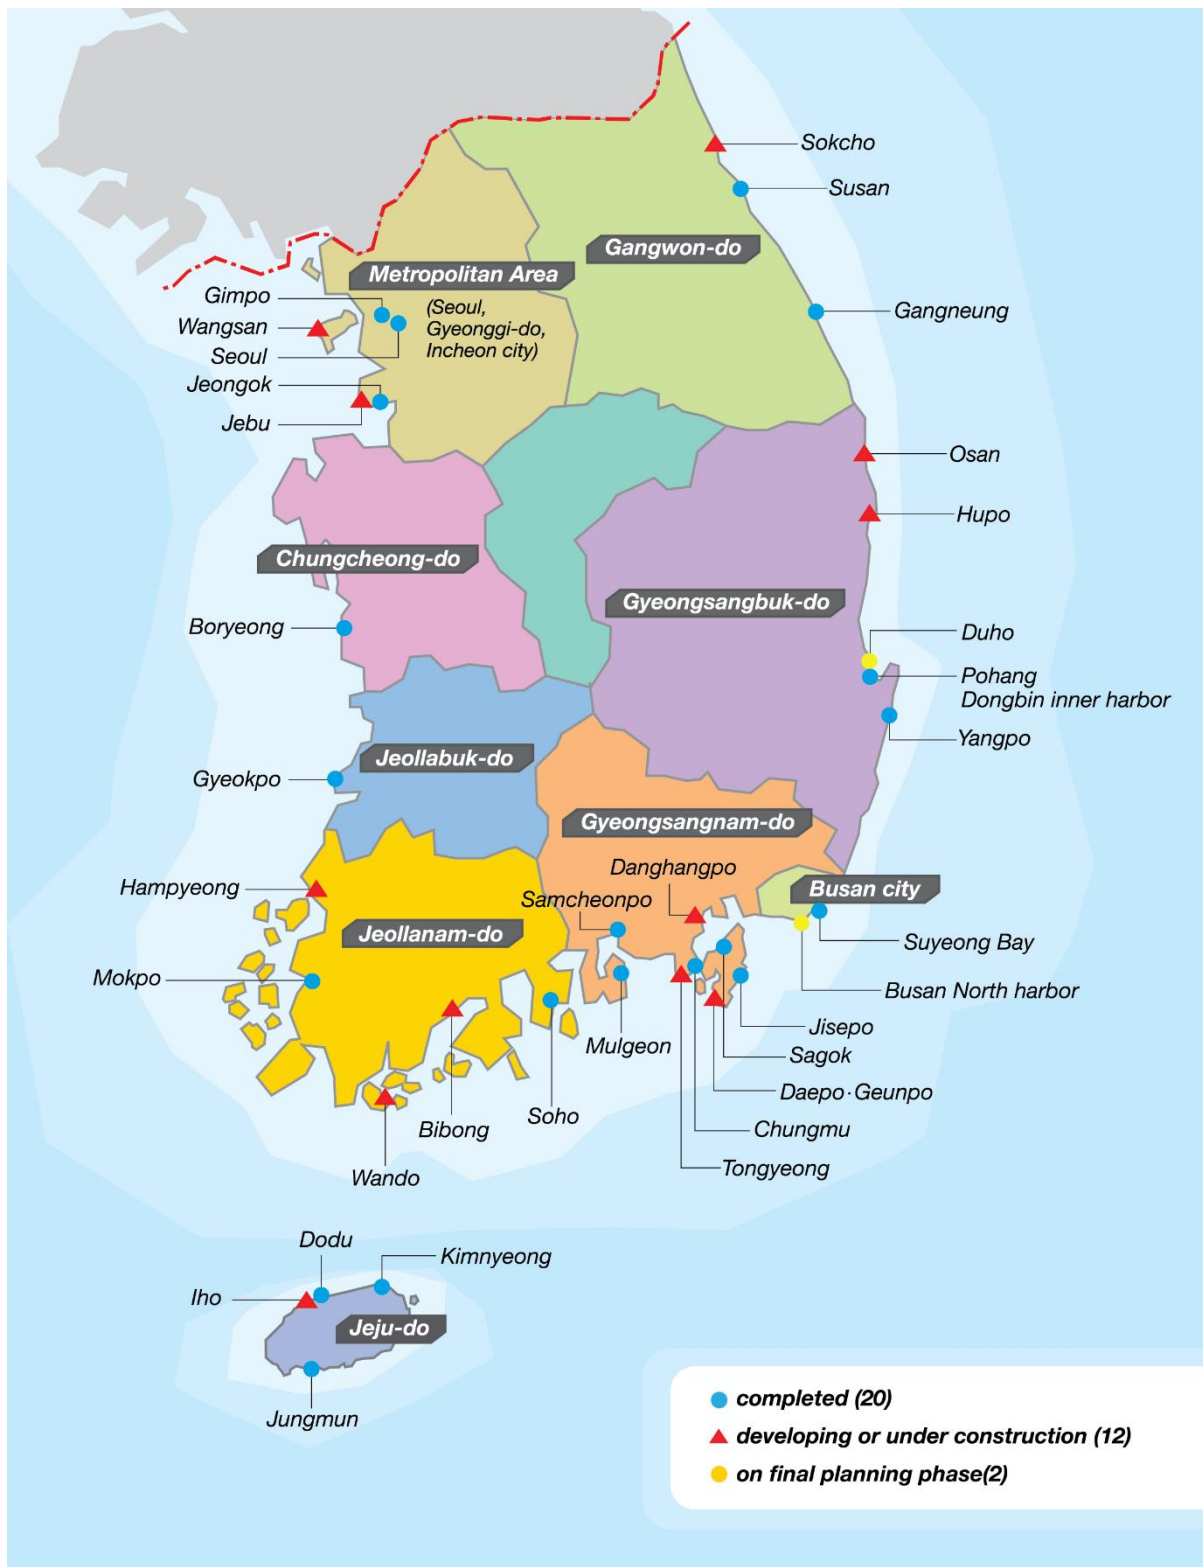 Sokcho
Susan
Gangwon-do
Metropolitan Area
(Seoul,
Gyeonggi-do,
Incheon city)
Gimpo
Wangsan
Seoul
Jeongok
Jebu
Gangneung
Osan
Hupo
Chungcheong-do
Gyeongsangbuk-do
Boryeong
Duho
Pohang
Dongbin inner harbor
Yangpo
Jeollabuk-do
Gyeokpo
Gyeongsangnam-do
Danghangpo
Samcheonpo
Busan city
Hampyeong
Jeollanam-do
Suyeong Bay
Mokpo
Busan North harbor
Jisepo
Mulgeon
Sagok
Daepo·Geunpo
Soho
Bibong
Chungmu
Wando
Tongyeong
Dodu
Kimnyeong
Iho
Jeju-do
Jungmun
completed (20)
developing or under construction (12)
on final planning phase(2)